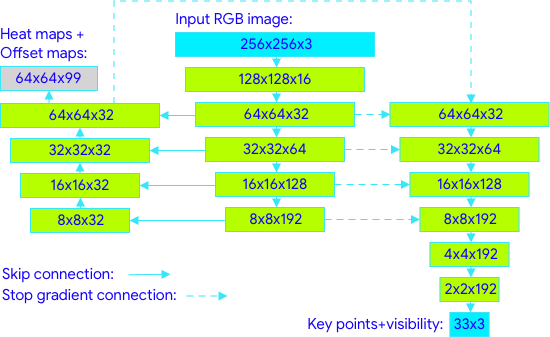 Input RGB image:
Heat maps +
Offset maps:
256x256x3
64x64x99
128x128x16
64x64x32
64x64x32
64x64x32
32x32x32
32x32x64
32x32x64
16x16x32
16x16x128
16x16x128
8x8x32
8x8x192
8x8x192
4x4x192
Skip connection:
2x2x192
Stop gradient connection:
Key points+visibility:
33x3